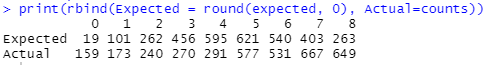 > print(rbind(Expected = round(expected, 0), Actual=counts))
0 1 2 3 4 5 6 7 8
Expected 19 101 262 456 595 621 540 403 263
Actual 159 173 240 270 291 577 531 667 649